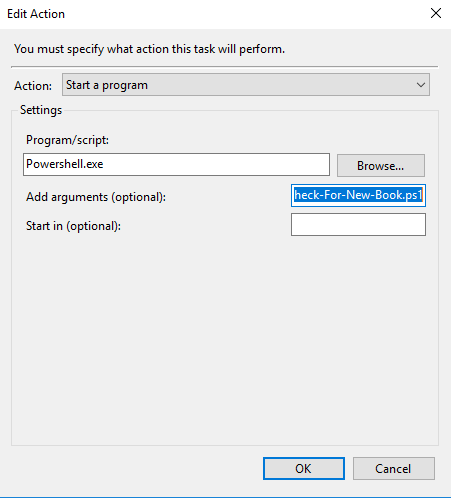 Edit Action
You must specify what action this task will perform.
Action: Start a program
Settings
Program/script:
Powershell.exe Browse...
Add arguments (optional): heck-For-New-Book.ps1
Start in (optional):
OK Cancel